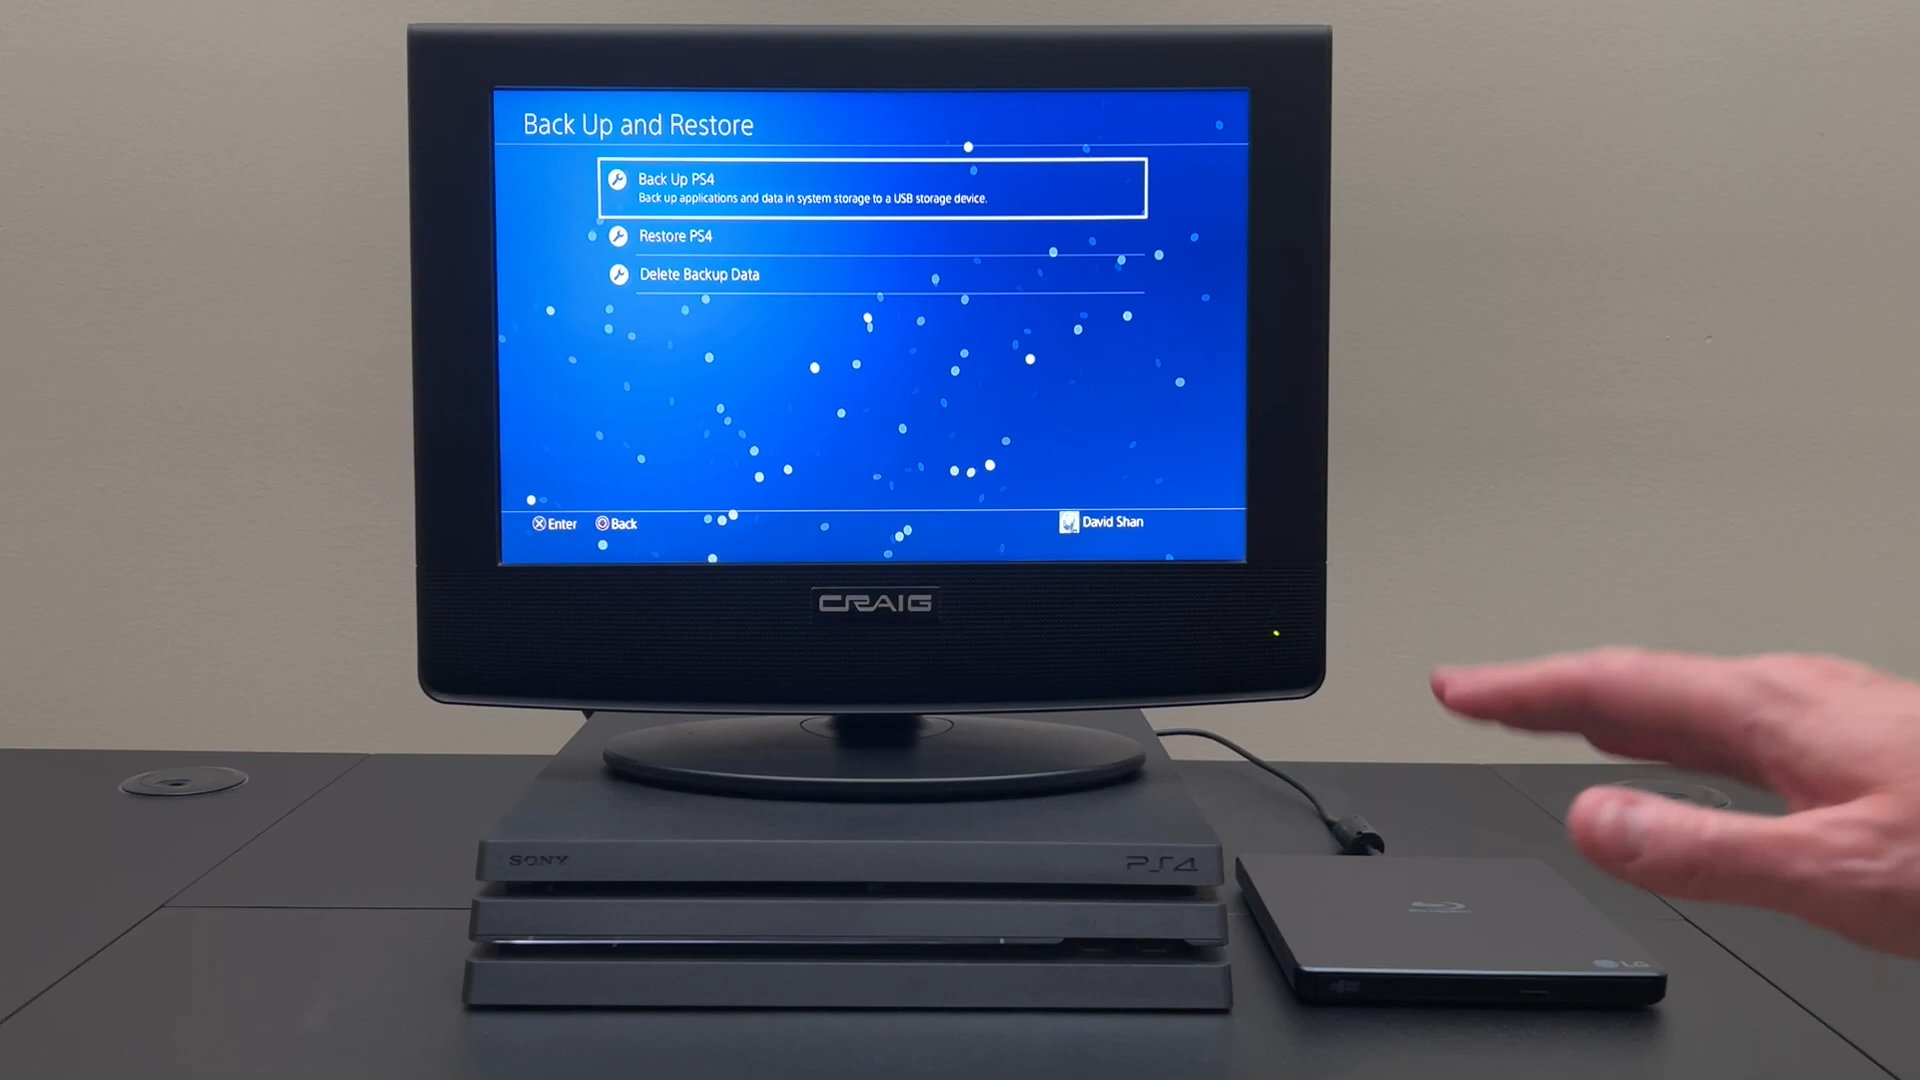 Back Up and Restore
Back Up PS4
Back up applications and data in system storage to a USB storage device.
Restore PS4
Delete Backup Data
Enter Back
David Shan
CRAIG
SONY
PS4
LG